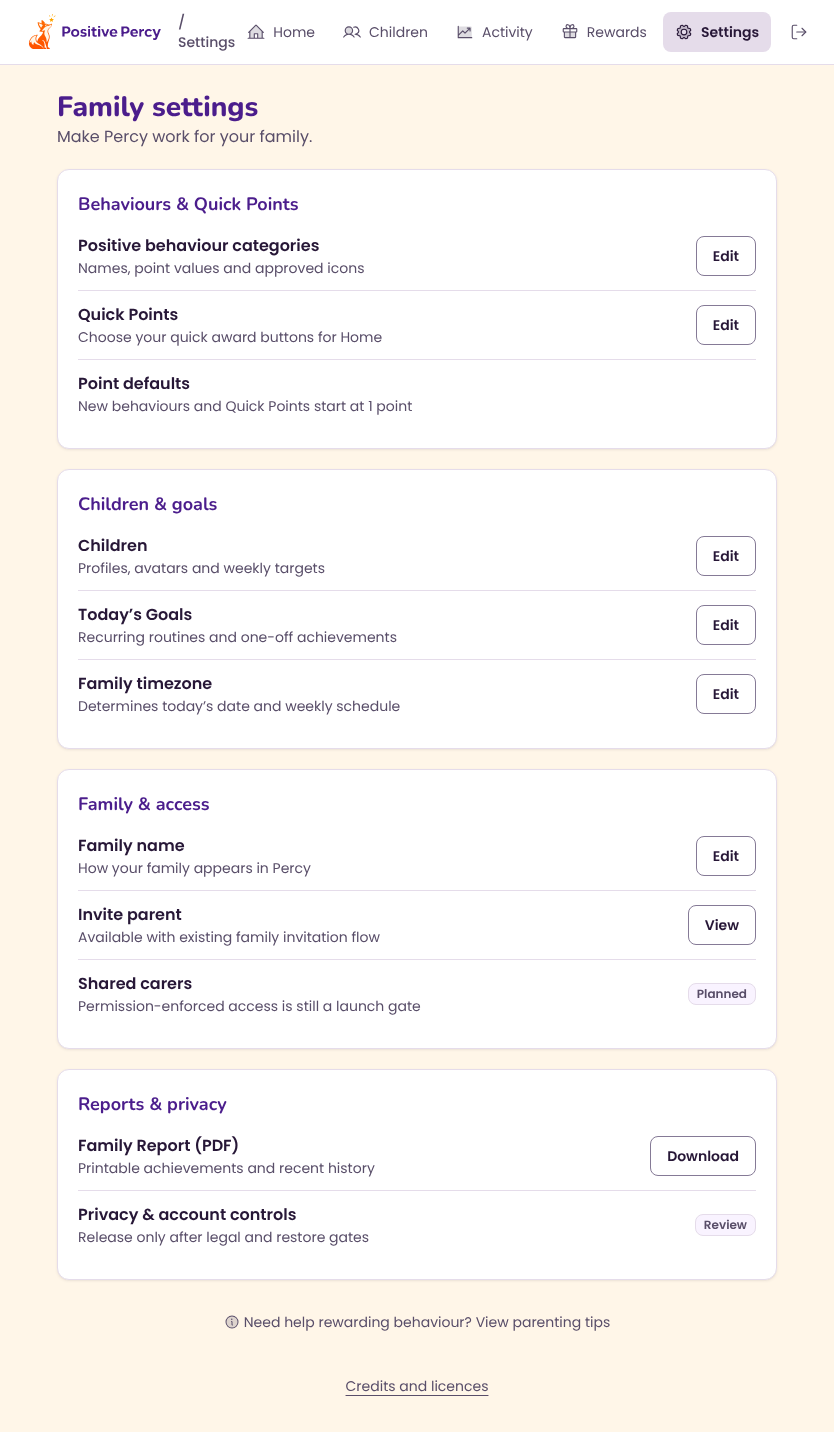 Positive Percy
/
Settings
Home
Children
Activity
Rewards
Settings
Family settings
Make Percy work for your family.
Behaviours & Quick Points
Positive behaviour categories
Names, point values and approved icons
Edit
Quick Points
Choose your quick award buttons for Home
Edit
Point defaults
New behaviours and Quick Points start at 1 point
Children & goals
Children
Profiles, avatars and weekly targets
Edit
Today’s Goals
Recurring routines and one-off achievements
Edit
Family timezone
Determines today’s date and weekly schedule
Edit
Family & access
Family name
How your family appears in Percy
Edit
Invite parent
Available with existing family invitation flow
View
Shared carers
Permission-enforced access is still a launch gate
Planned
Reports & privacy
Family Report (PDF)
Printable achievements and recent history
Download
Privacy & account controls
Release only after legal and restore gates
Review
Need help rewarding behaviour? View parenting tips
Credits and licences